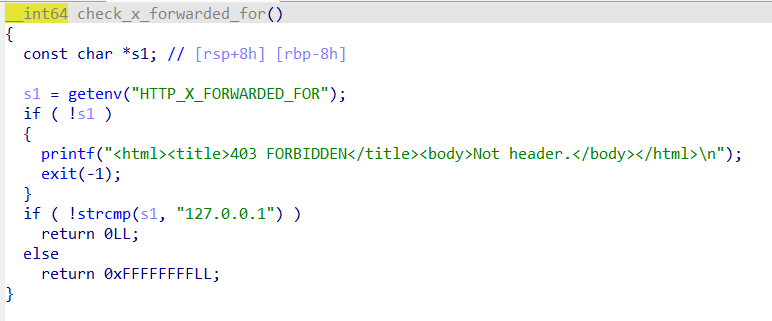 __int64 check_x_forwarded_for()
{
const char *s1; // [rsp+8h] [rbp-8h]
s1 = getenv("HTTP_X_FORWARDED_FOR");
if ( !s1 )
{
printf("<html><title>403 FORBIDDEN</title><body>Not header.</body></html>\n");
exit(-1);
}
if ( !strcmp(s1, "127.0.0.1") )
return 0LL;
else
return 0xFFFFFFFFLL;
}